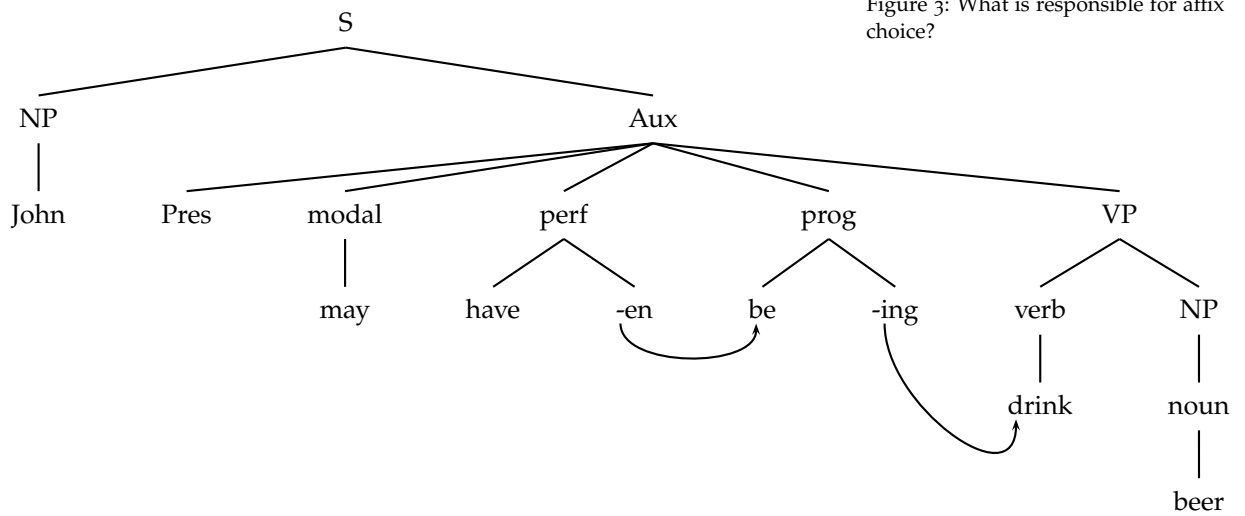 Figure 3: What is responsible for affix
choice?
S
NP Aux
John Pres modal perf prog VP
may have -en be -ing verb NP
drink noun
beer